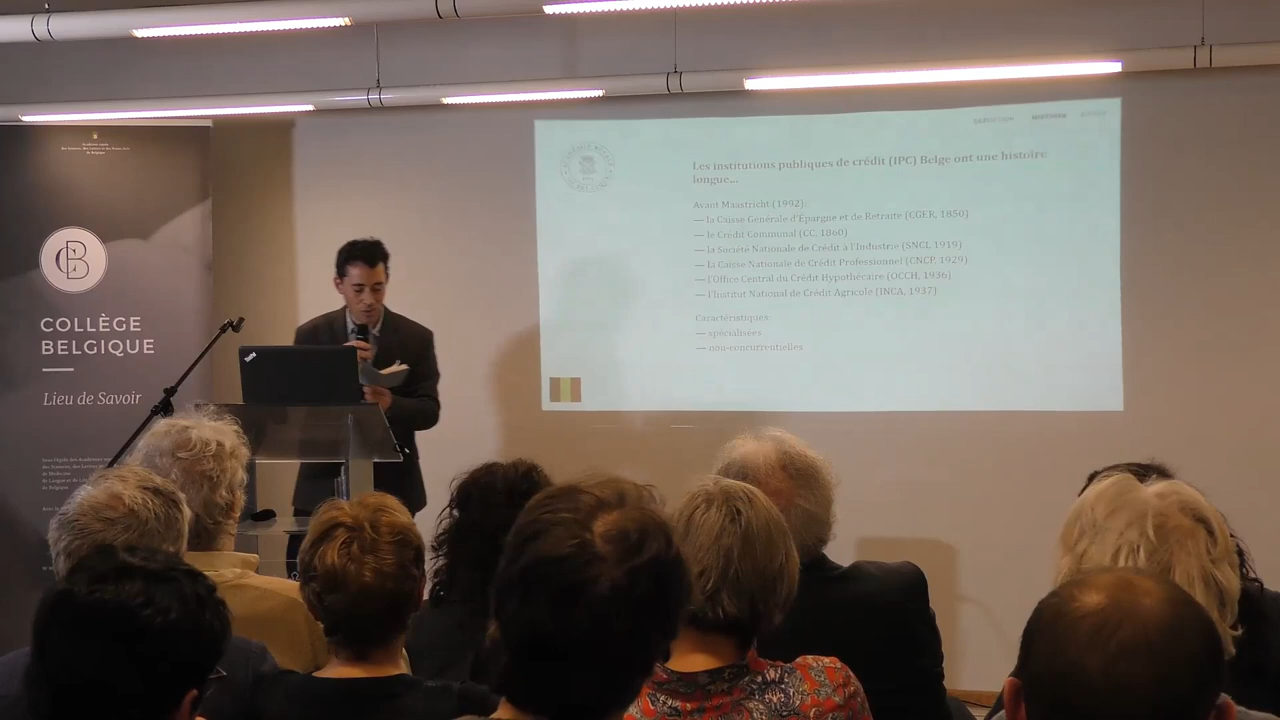 COLLÈGE
BELGIQUE
Lieu de Savoir
Les institutions publiques de crédit (IPC) Belge ont une histoire
longue...
Avant Maastricht (1992)
— la Caisse Générale d'Épargne et de Retraite (CGER, 1850)
— le Crédit Communal (CC, 1860)
— la Société Nationale de Crédit à l'Industrie (SNCI, 1919)
— la Caisse Nationale de Crédit Professionnel (CNCP, 1929)
— l'Office Central du Crédit Hypothécaire (OCCH, 1936)
— l'Institut National de Crédit Agricole (INCA, 1937)
Caractéristiques:
— spécialisées
— non-concurrentielles